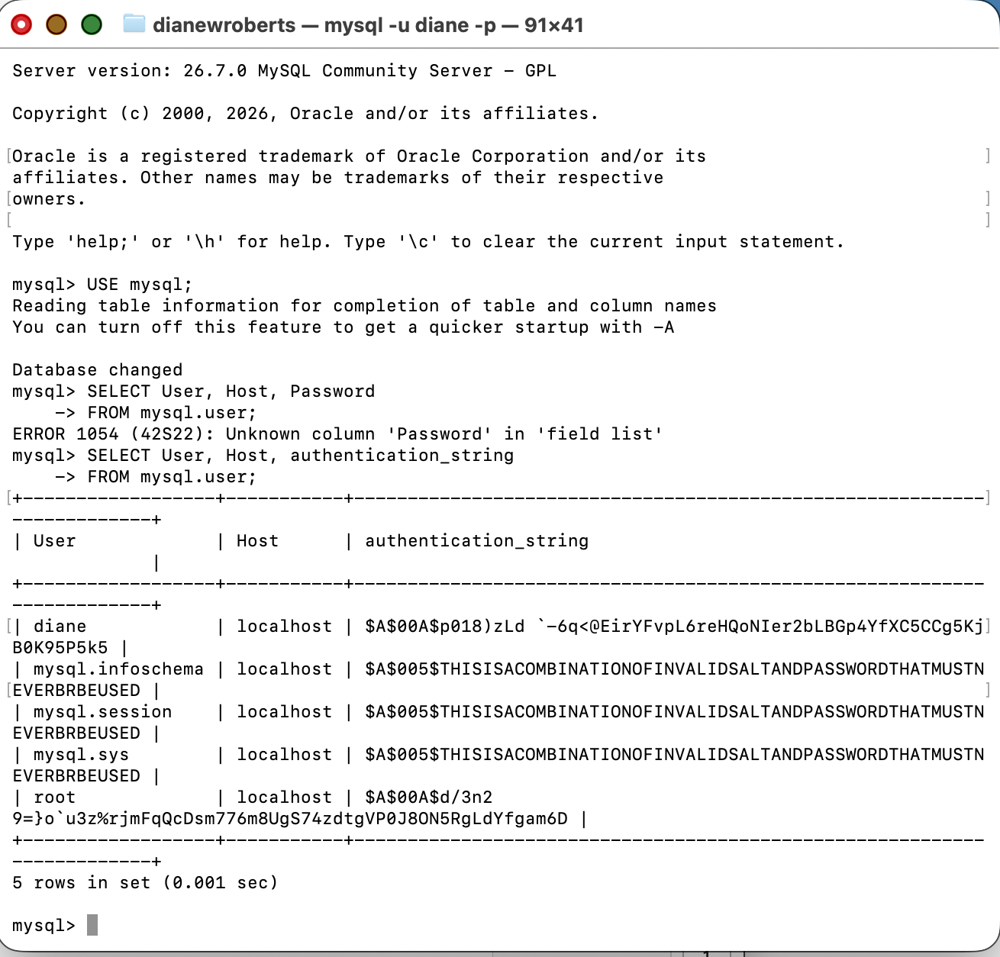 dianewroberts — mysql -u diane -p — 91×41
Server version: 26.7.0 MySQL Community Server - GPL
Copyright (c) 2000, 2026, Oracle and/or its affiliates.
[Oracle is a registered trademark of Oracle Corporation and/or its ]
affiliates. Other names may be trademarks of their respective
[owners. ]
[ ]
Type 'help;' or '\h' for help. Type '\c' to clear the current input statement.
mysql> USE mysql;
Reading table information for completion of table and column names
You can turn off this feature to get a quicker startup with -A
Database changed
mysql> SELECT User, Host, Password
    -> FROM mysql.user;
ERROR 1054 (42S22): Unknown column 'Password' in 'field list'
mysql> SELECT User, Host, authentication_string
    -> FROM mysql.user;
[+------------------+-----------+-----------------------------------------------------------]
-------------+
| User             | Host      | authentication_string
             |
+------------------+-----------+-----------------------------------------------------------
-------------+
[| diane            | localhost | $A$00A$p018)zLd `-6q<@EirYFvpL6reHQoNIer2bLBGp4YfXC5CCg5Kj]
B0K95P5k5 |
| mysql.infoschema | localhost | $A$005$THISISACOMBINATIONOFINVALIDSALTANDPASSWORDTHATMUSTN
[EVERBRBEUSED | ]
| mysql.session    | localhost | $A$005$THISISACOMBINATIONOFINVALIDSALTANDPASSWORDTHATMUSTN
EVERBRBEUSED |
| mysql.sys        | localhost | $A$005$THISISACOMBINATIONOFINVALIDSALTANDPASSWORDTHATMUSTN
EVERBRBEUSED |
| root             | localhost | $A$00A$d/3n2
9=}o`u3z%rjmFqQcDsm776m8UgS74zdtgVP0J8ON5RgLdYfgam6D |
+------------------+-----------+-----------------------------------------------------------
-------------+
5 rows in set (0.001 sec)
mysql>